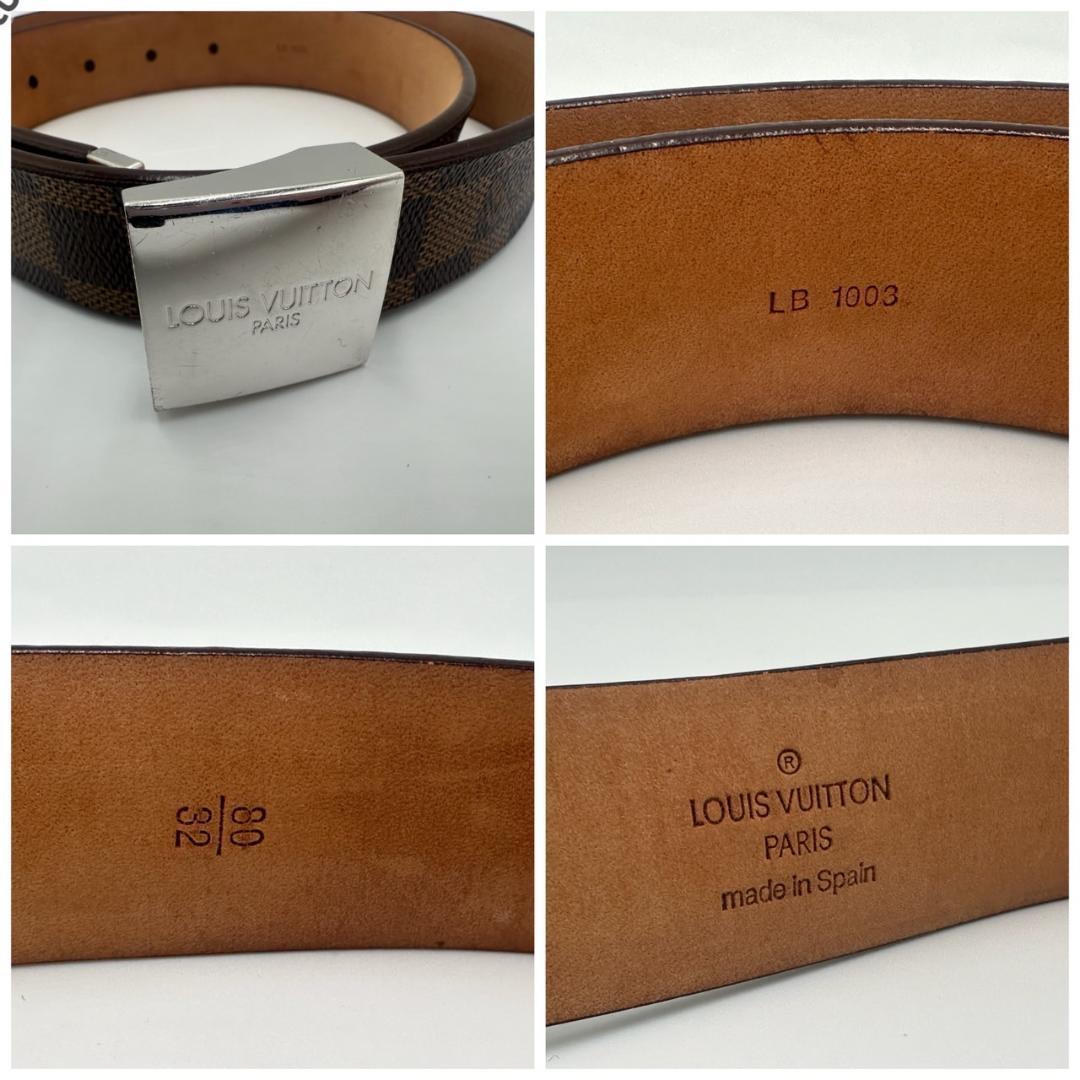 LOUIS VUITTON
PARIS
LB 1003
80
32
®
LOUIS VUITTON
PARIS
made in Spain